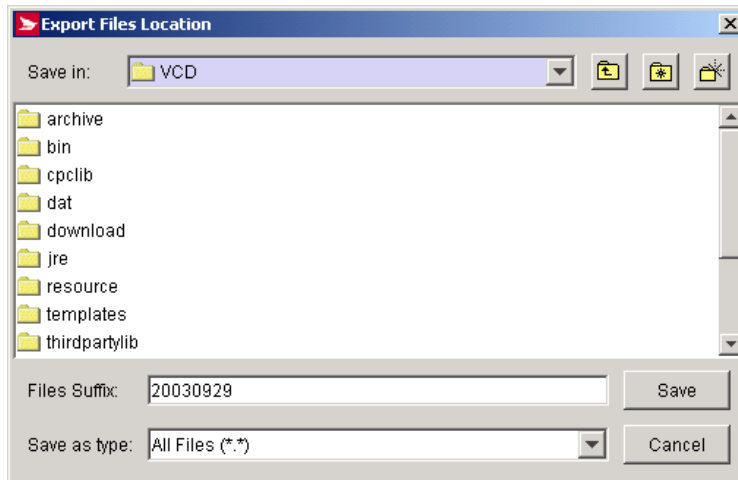 Export Files Location
Save in: VCD
archive
bin
cpclib
dat
download
jre
resource
templates
thirdpartylib
Files Suffix: 20030929 Save
Save as type: All Files (*.*) Cancel